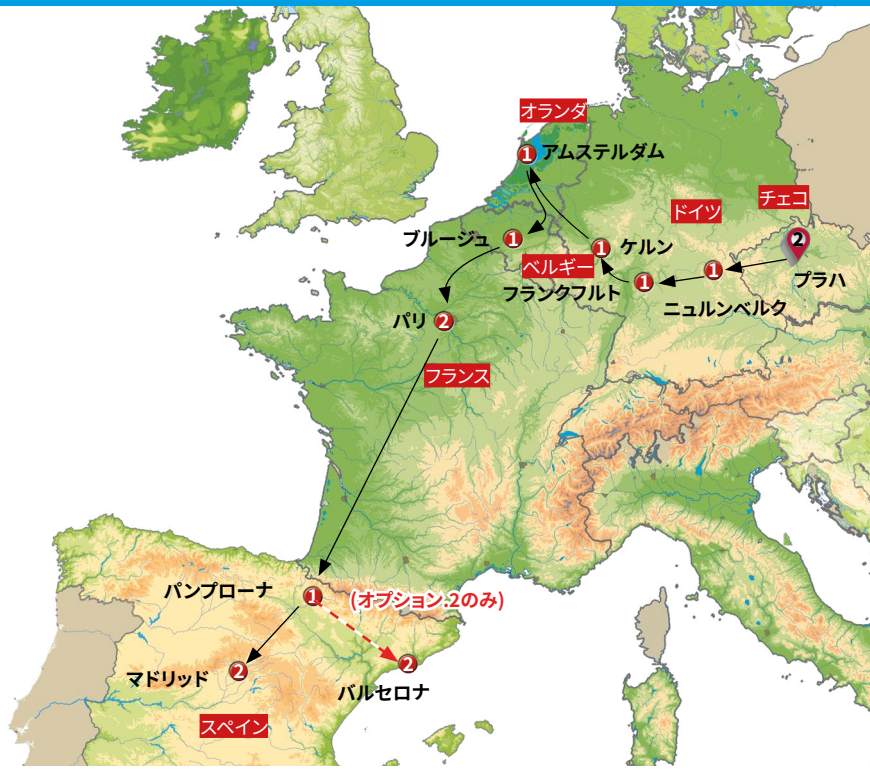 オランダ
1
アムステルダム
チェコ
ドイツ
2
プラハ
ブルージュ
1
1
ケルン
ベルギー
1
フランクフルト
1
ニュルンベルク
パリ
2
フランス
パンプローナ
1
(オプション.2のみ)
マドリッド
2
2
バルセロナ
スペイン